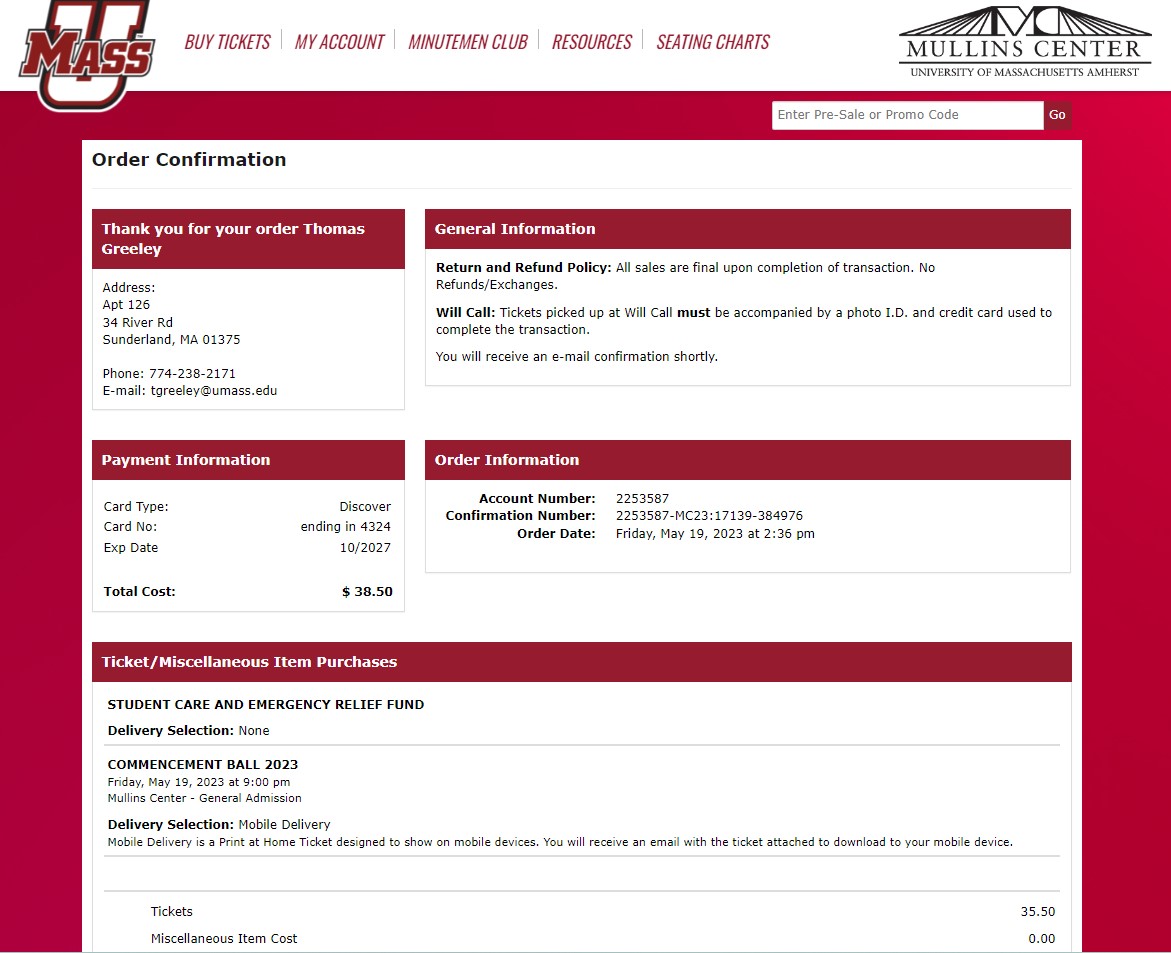 U
MASS
BUY TICKETS
MY ACCOUNT
MINUTEMEN CLUB
RESOURCES
SEATING CHARTS
MULLINS CENTER
UNIVERSITY OF MASSACHUSETTS AMHERST
Enter Pre-Sale or Promo Code
Go
Order Confirmation
Thank you for your order Thomas
Greeley
Address:
Apt 126
34 River Rd
Sunderland, MA 01375
Phone: 774-238-2171
E-mail: tgreeley@umass.edu
General Information
Return and Refund Policy: All sales are final upon completion of transaction. No
Refunds/Exchanges.
Will Call: Tickets picked up at Will Call must be accompanied by a photo I.D. and credit card used to
complete the transaction.
You will receive an e-mail confirmation shortly.
Payment Information
Card Type: Discover
Card No: ending in 4324
Exp Date 10/2027
Total Cost: $ 38.50
Order Information
Account Number: 2253587
Confirmation Number: 2253587-MC23:17139-384976
Order Date: Friday, May 19, 2023 at 2:36 pm
Ticket/Miscellaneous Item Purchases
STUDENT CARE AND EMERGENCY RELIEF FUND
Delivery Selection: None
COMMENCEMENT BALL 2023
Friday, May 19, 2023 at 9:00 pm
Mullins Center - General Admission
Delivery Selection: Mobile Delivery
Mobile Delivery is a Print at Home Ticket designed to show on mobile devices. You will receive an email with the ticket attached to download to your mobile device.
Tickets 35.50
Miscellaneous Item Cost 0.00